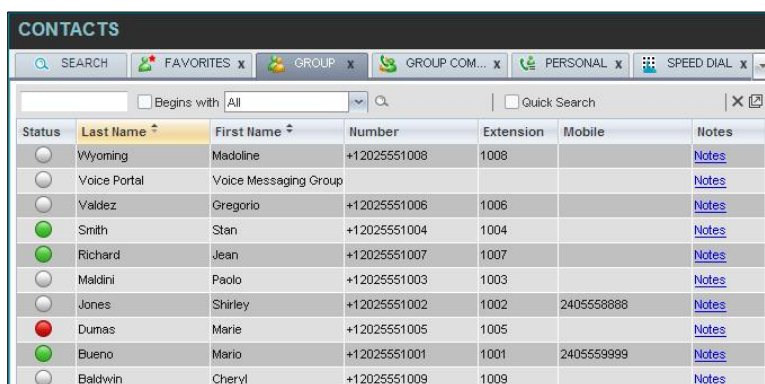 CONTACTS
SEARCH FAVORITES x GROUP x GROUP COM... x PERSONAL x SPEED DIAL x
Begins with All Quick Search
Status Last Name First Name Number Extension Mobile Notes
Wyoming Madoline +12025551008 1008 Notes
Voice Portal Voice Messaging Group Notes
Valdez Gregorio +12025551006 1006 Notes
Smith Stan +12025551004 1004 Notes
Richard Jean +12025551007 1007 Notes
Maldini Paolo +12025551003 1003 Notes
Jones Shirley +12025551002 1002 2405558888 Notes
Dumas Marie +12025551005 1005 Notes
Bueno Mario +12025551001 1001 2405559999 Notes
Baldwin Cheryl +12025551009 1009 Notes